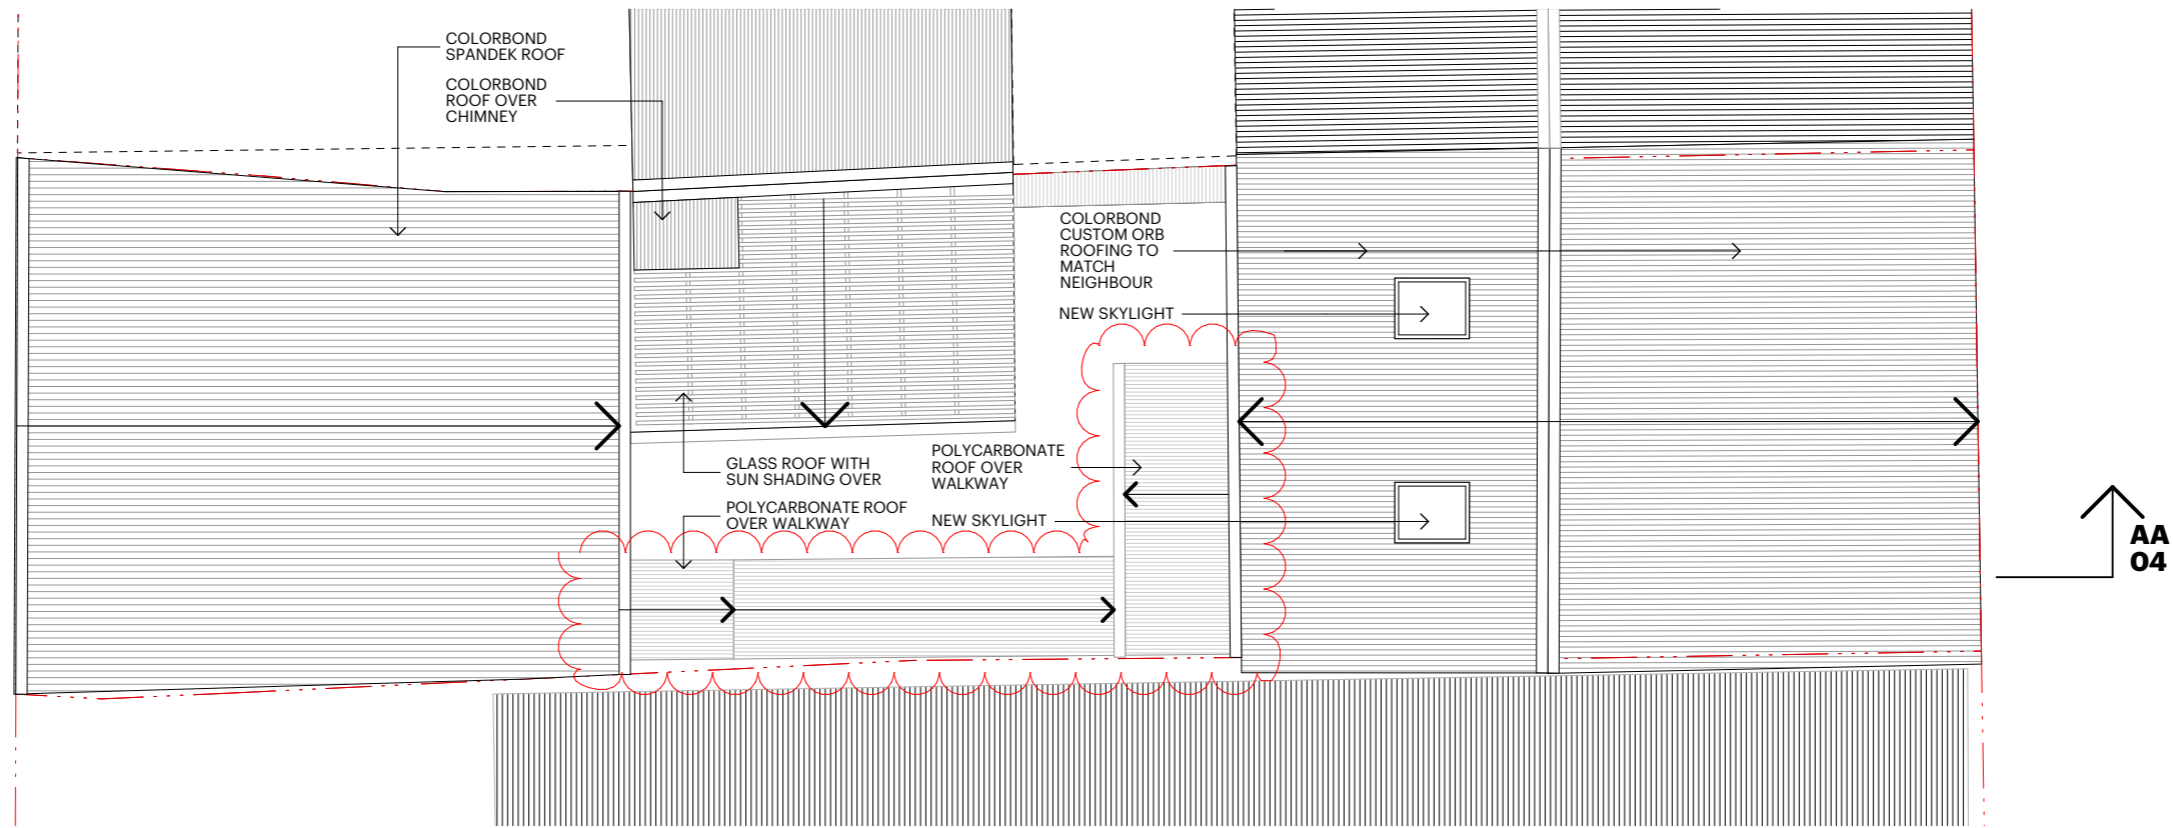 COLORBOND
SPANDEK ROOF
COLORBOND
ROOF OVER
CHIMNEY
COLORBOND
CUSTOM ORB
ROOFING TO
MATCH
NEIGHBOUR
NEW SKYLIGHT
GLASS ROOF WITH
SUN SHADING OVER
POLYCARBONATE ROOF
OVER WALKWAY
POLYCARBONATE
ROOF OVER
WALKWAY
NEW SKYLIGHT
AA
04